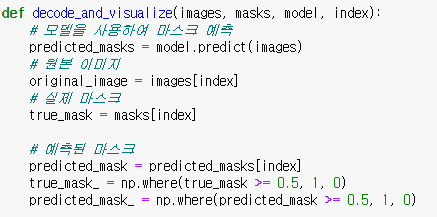 def decode_and_visualize(images, masks, model, index):
# 모델을 사용하여 마스크 예측
predicted_masks = model.predict(images)
# 원본 이미지
original_image = images[index]
# 실제 마스크
true_mask = masks[index]
# 예측된 마스크
predicted_mask = predicted_masks[index]
true_mask_ = np.where(true_mask >= 0.5, 1, 0)
predicted_mask_ = np.where(predicted_mask >= 0.5, 1, 0)